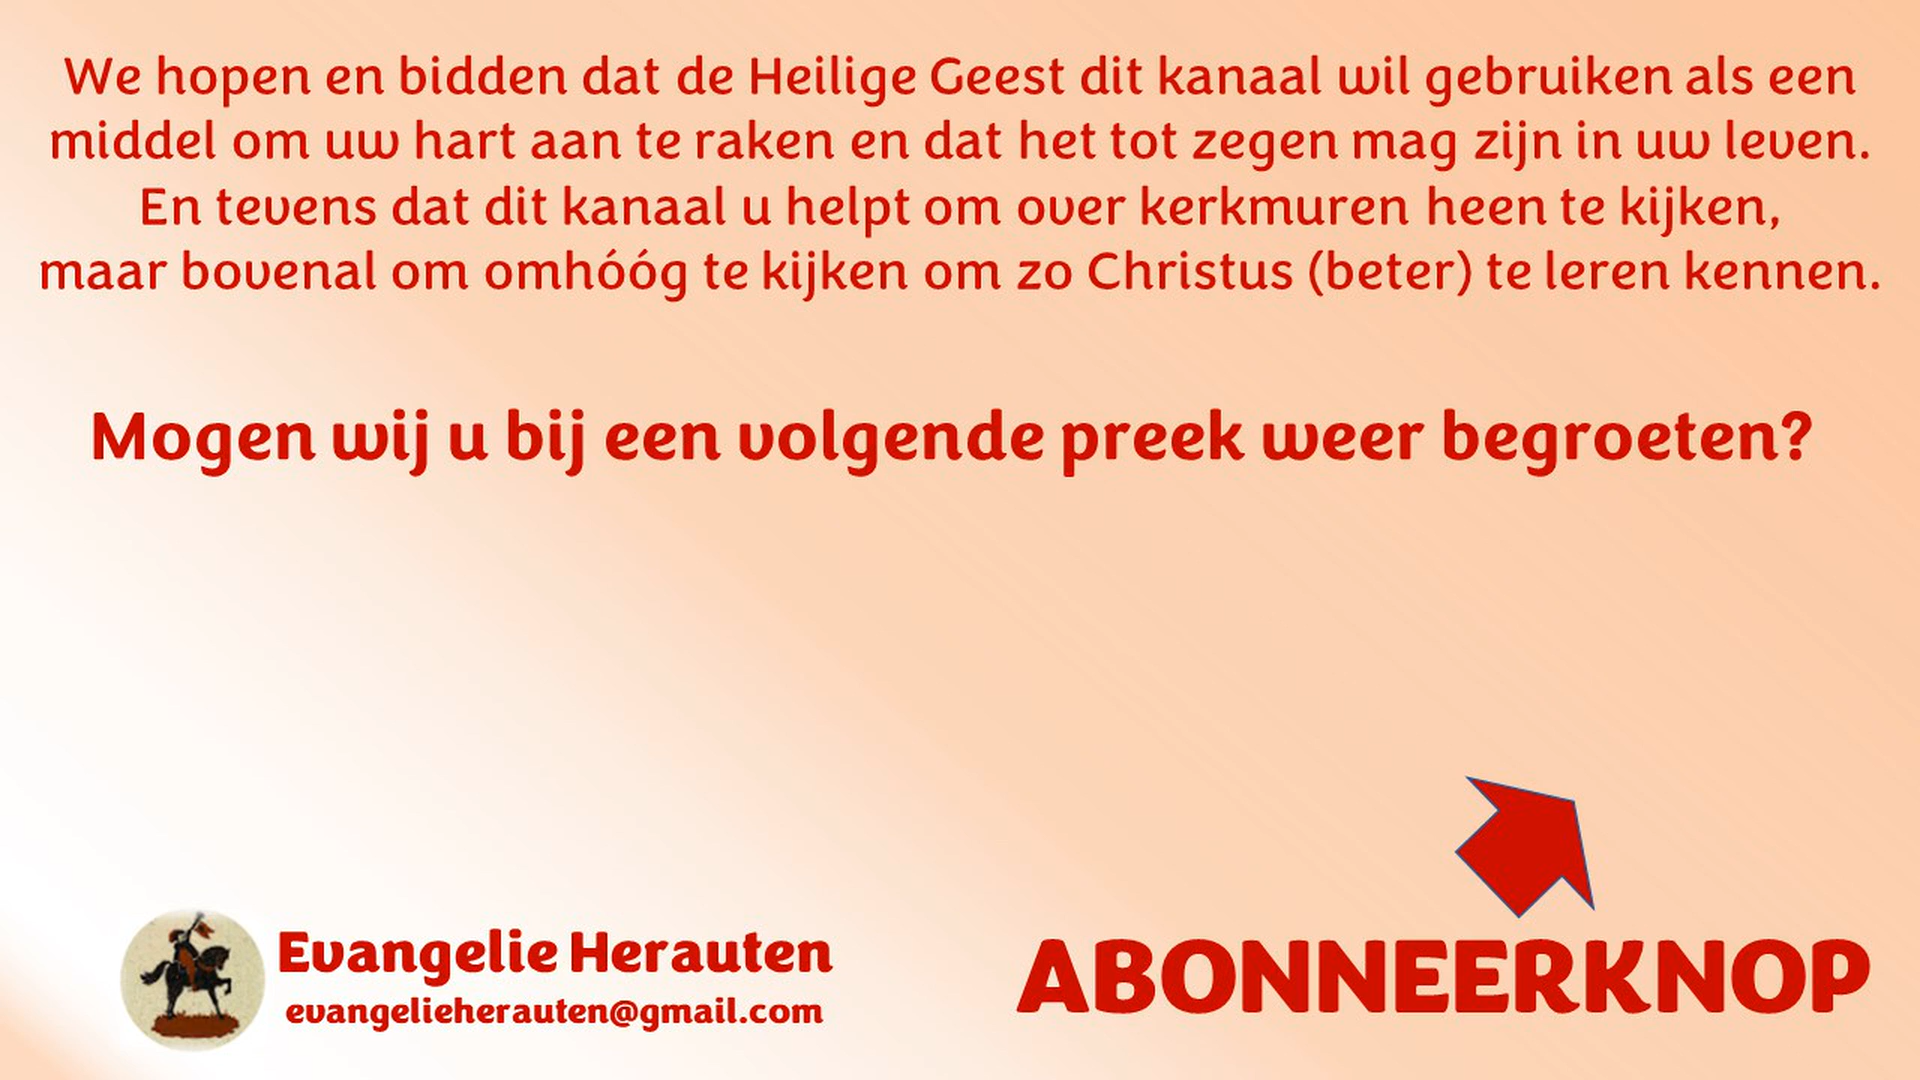 We hopen en bidden dat de Heilige Geest dit kanaal wil gebruiken als een
middel om uw hart aan te raken en dat het tot zegen mag zijn in uw leven.
En tevens dat dit kanaal u helpt om over kerkmuren heen te kijken,
maar bovenal om omhóóg te kijken om zo Christus (beter) te leren kennen.
Mogen wij u bij een volgende preek weer begroeten?
Evangelie Herauten
evangelieherauten@gmail.com
ABONNEERKNOP